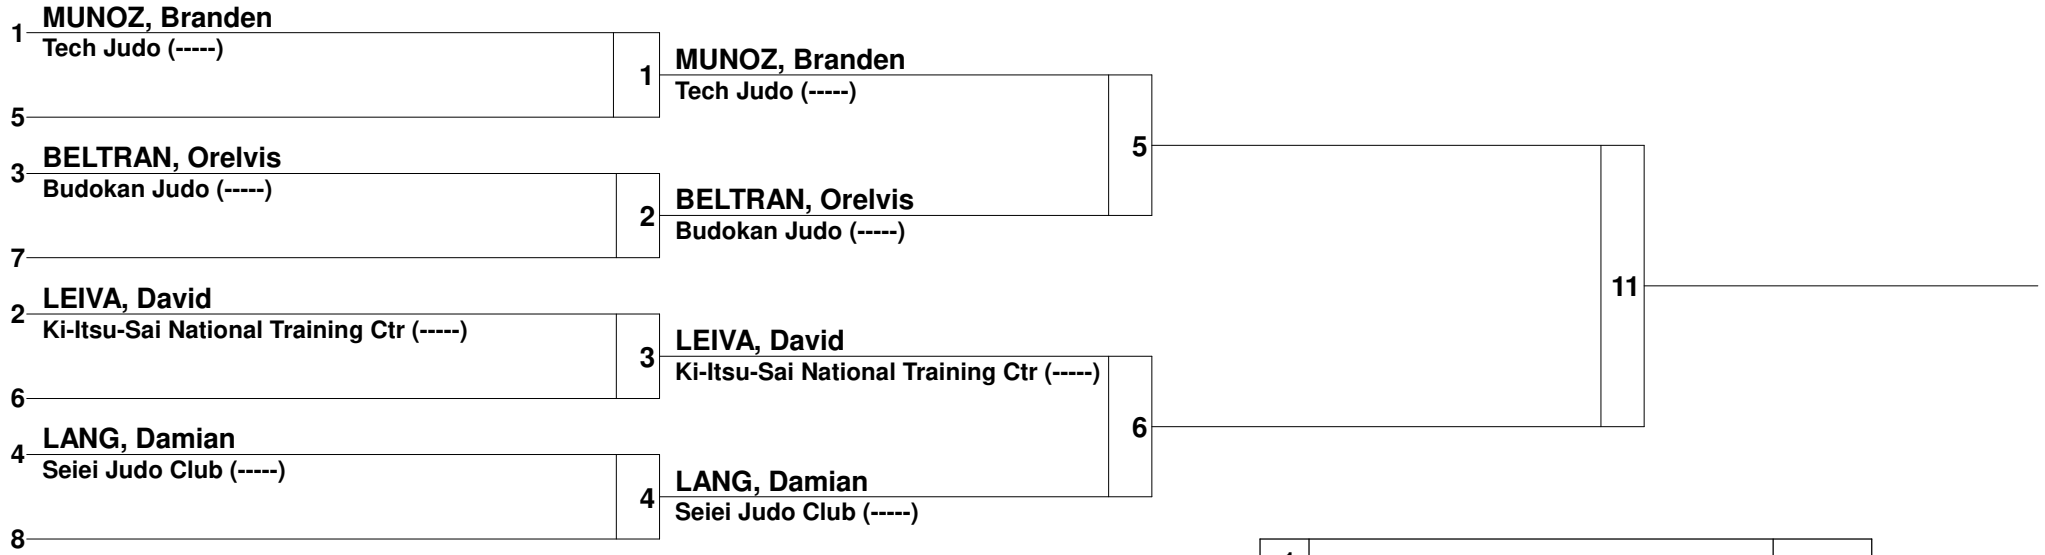 MUNOZ, Branden
1
Tech Judo (-----)
1
MUNOZ, Branden
Tech Judo (-----)
5
BELTRAN, Orelvis
3
Budokan Judo (-----)
2
BELTRAN, Orelvis
Budokan Judo (-----)
7
5
LEIVA, David
2
Ki-Itsu-Sai National Training Ctr (-----)
3
LEIVA, David
Ki-Itsu-Sai National Training Ctr (-----)
6
LANG, Damian
4
Seiei Judo Club (-----)
4
LANG, Damian
Seiei Judo Club (-----)
8
6
11